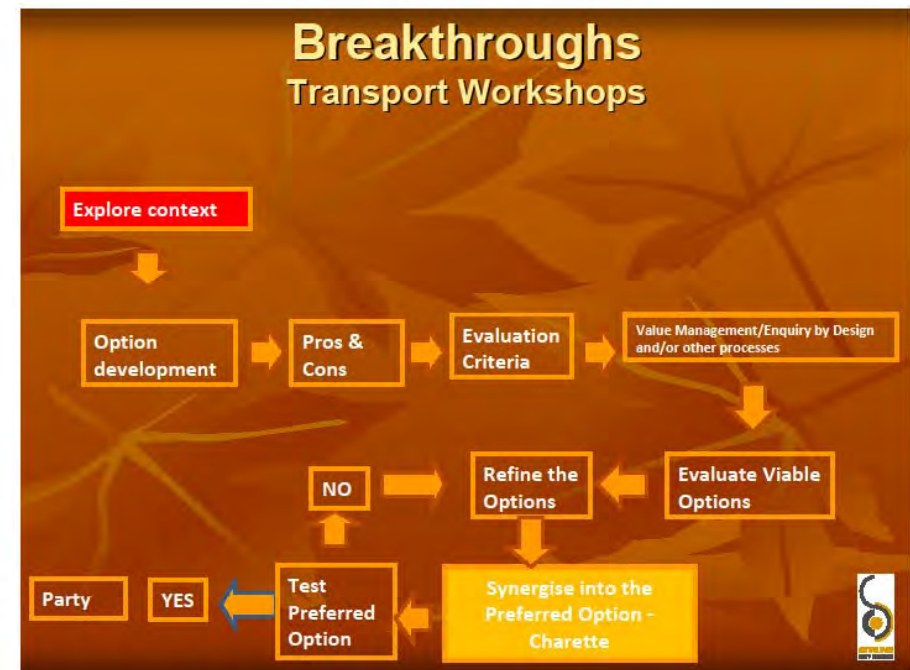 Breakthroughs
Transport Workshops
Explore context
Option
development
Pros &
Cons
Evaluation
Criteria
Value Management/Enquiry by Design
and/or other processes
Evaluate Viable
Options
Refine the
Options
NO
Synergise into the
Preferred Option -
Charette
Test
Preferred
Option
YES
Party